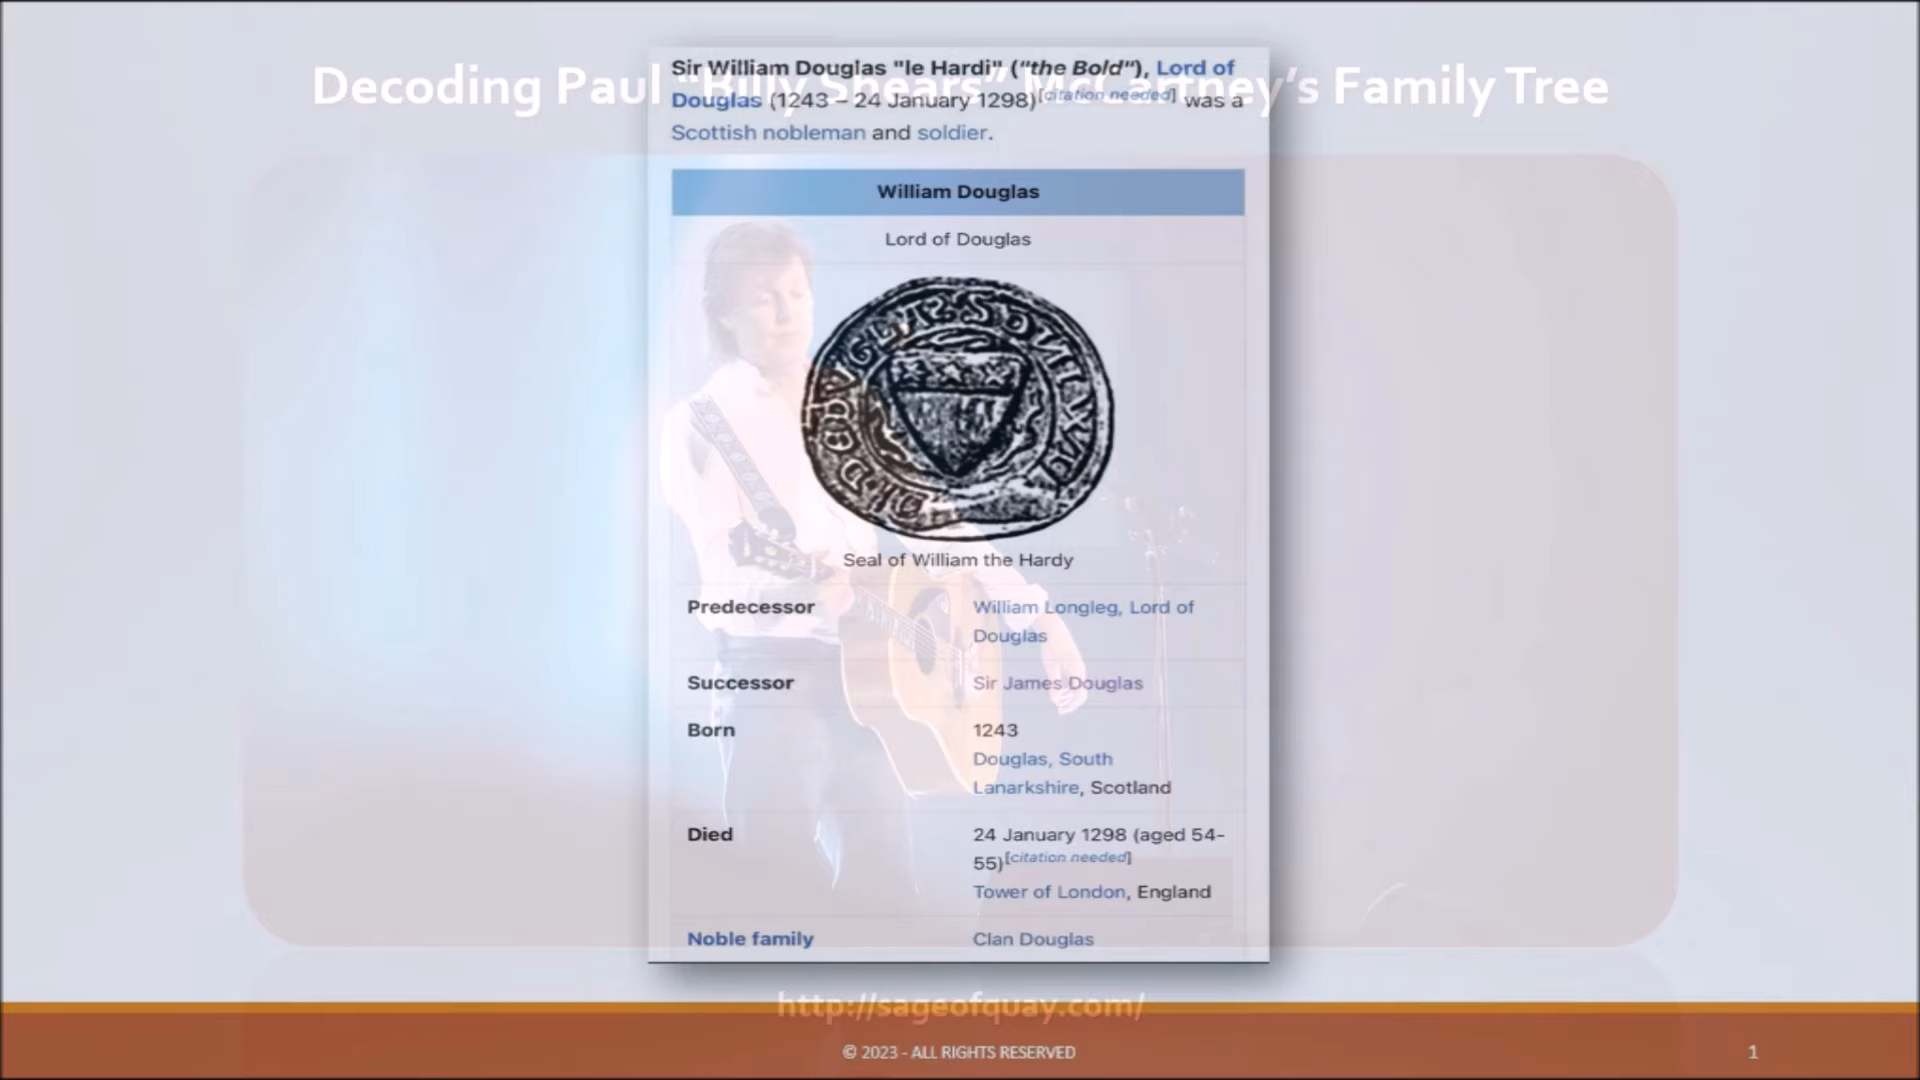 Decoding Paul “Billy Shears” McCartney’s Family Tree
Sir William Douglas "le Hardi" ("the Bold"), Lord of
Douglas (1243 – 24 January 1298)[citation needed] was a
Scottish nobleman and soldier.
William Douglas
Lord of Douglas
Seal of William the Hardy
Predecessor William Longleg, Lord of
Douglas
Successor Sir James Douglas
Born 1243
Douglas, South
Lanarkshire, Scotland
Died 24 January 1298 (aged 54–
55)[citation needed]
Tower of London, England
Noble family Clan Douglas
http://sageofquay.com/
© 2023 - ALL RIGHTS RESERVED
1